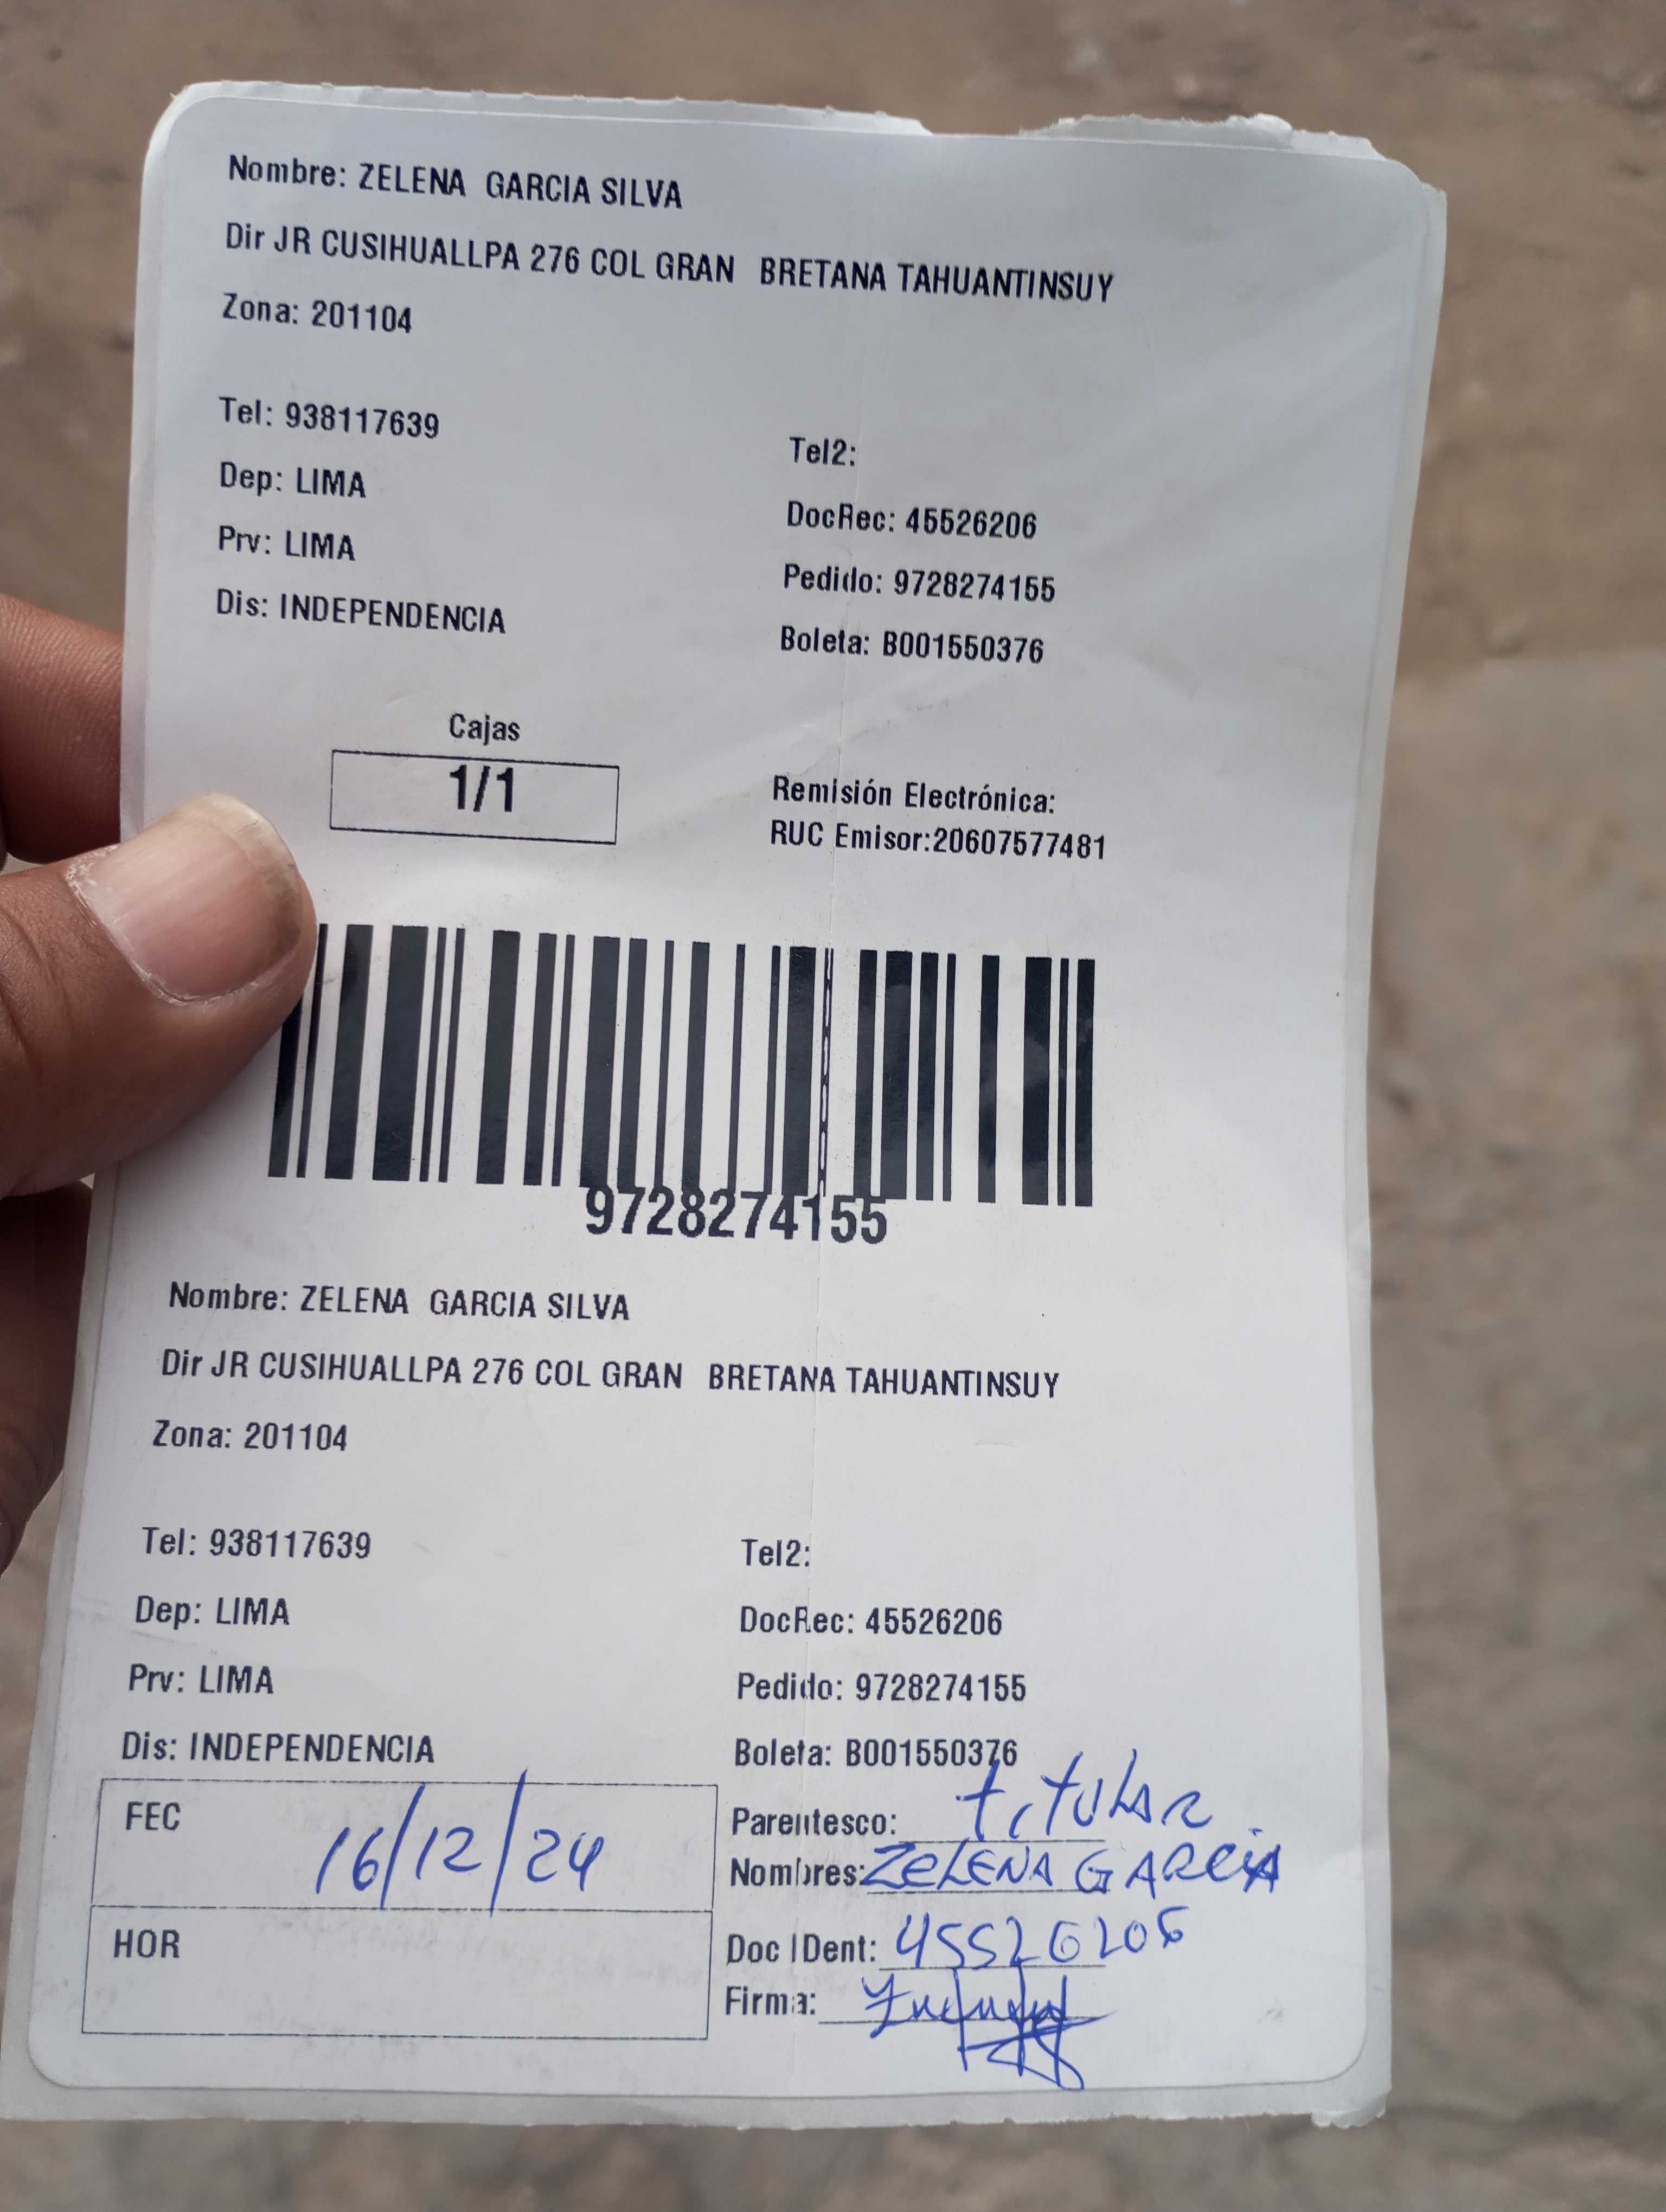 Nombre: ZELENA GARCIA SILVA
Dir JR CUSIHUALLPA 276 COL GRAN BRETANA TAHUANTINSUY
Zona: 201104
Tel: 938117639
Tel2:
Dep: LIMA
DocRec: 45526206
Prv: LIMA
Pedido: 9728274155
Dis: INDEPENDENCIA
Boleta: B001550376
Cajas
1/1
Remisión Electrónica:
RUC Emisor:20607577481
9728274155
Nombre: ZELENA GARCIA SILVA
Dir JR CUSIHUALLPA 276 COL GRAN BRETANA TAHUANTINSUY
Zona: 201104
Tel: 938117639
Tel2:
Dep: LIMA
DocRec: 45526206
Prv: LIMA
Pedido: 9728274155
Dis: INDEPENDENCIA
Boleta: B001550376
FEC 16/12/24
Parentesco: titular
Nombres: ZELENA GARCIA
HOR
Doc IDent: 45526206
Firma: